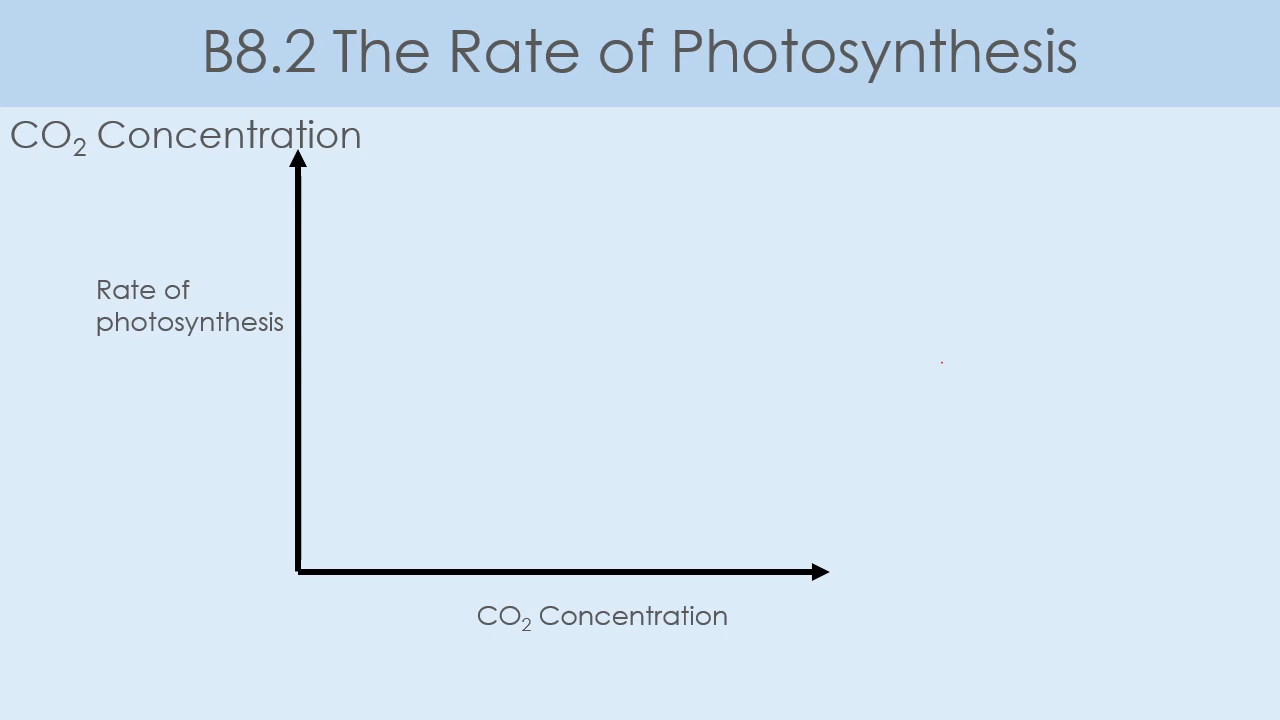 B8.2 The Rate of Photosynthesis
CO₂ Concentration
Rate of
photosynthesis
CO₂ Concentration